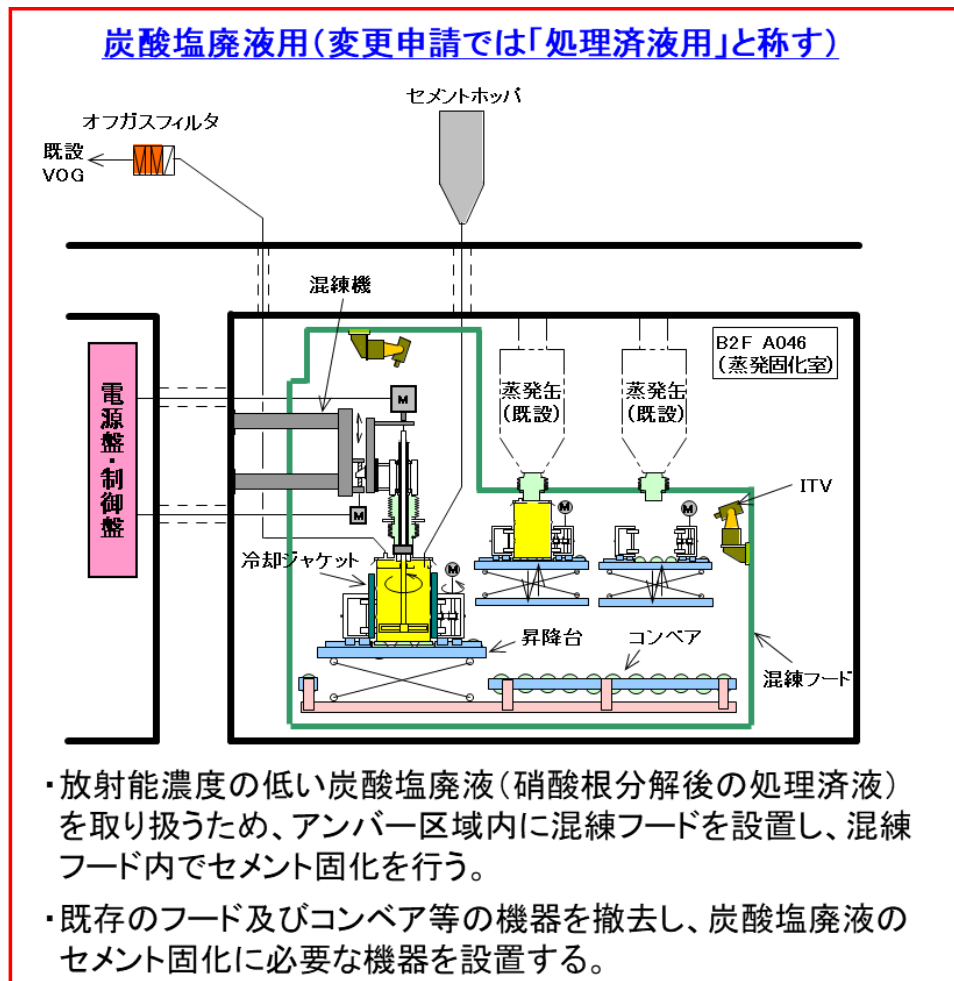 炭酸塩廃液用(変更申請では「処理済液用」と称す)
セメントホッパ
オフガスフィルタ
既設
VOG
混練機
B2F A046
(蒸発固化室)
電源盤・制御盤
M
蒸発缶
(既設)
蒸発缶
(既設)
ITV
M
M
M
冷却ジャケット
M
昇降台
コンベア
混練フード
・放射能濃度の低い炭酸塩廃液(硝酸根分解後の処理済液)
を取り扱うため、アンバー区域内に混練フードを設置し、混練
フード内でセメント固化を行う。
・既存のフード及びコンベア等の機器を撤去し、炭酸塩廃液の
セメント固化に必要な機器を設置する。